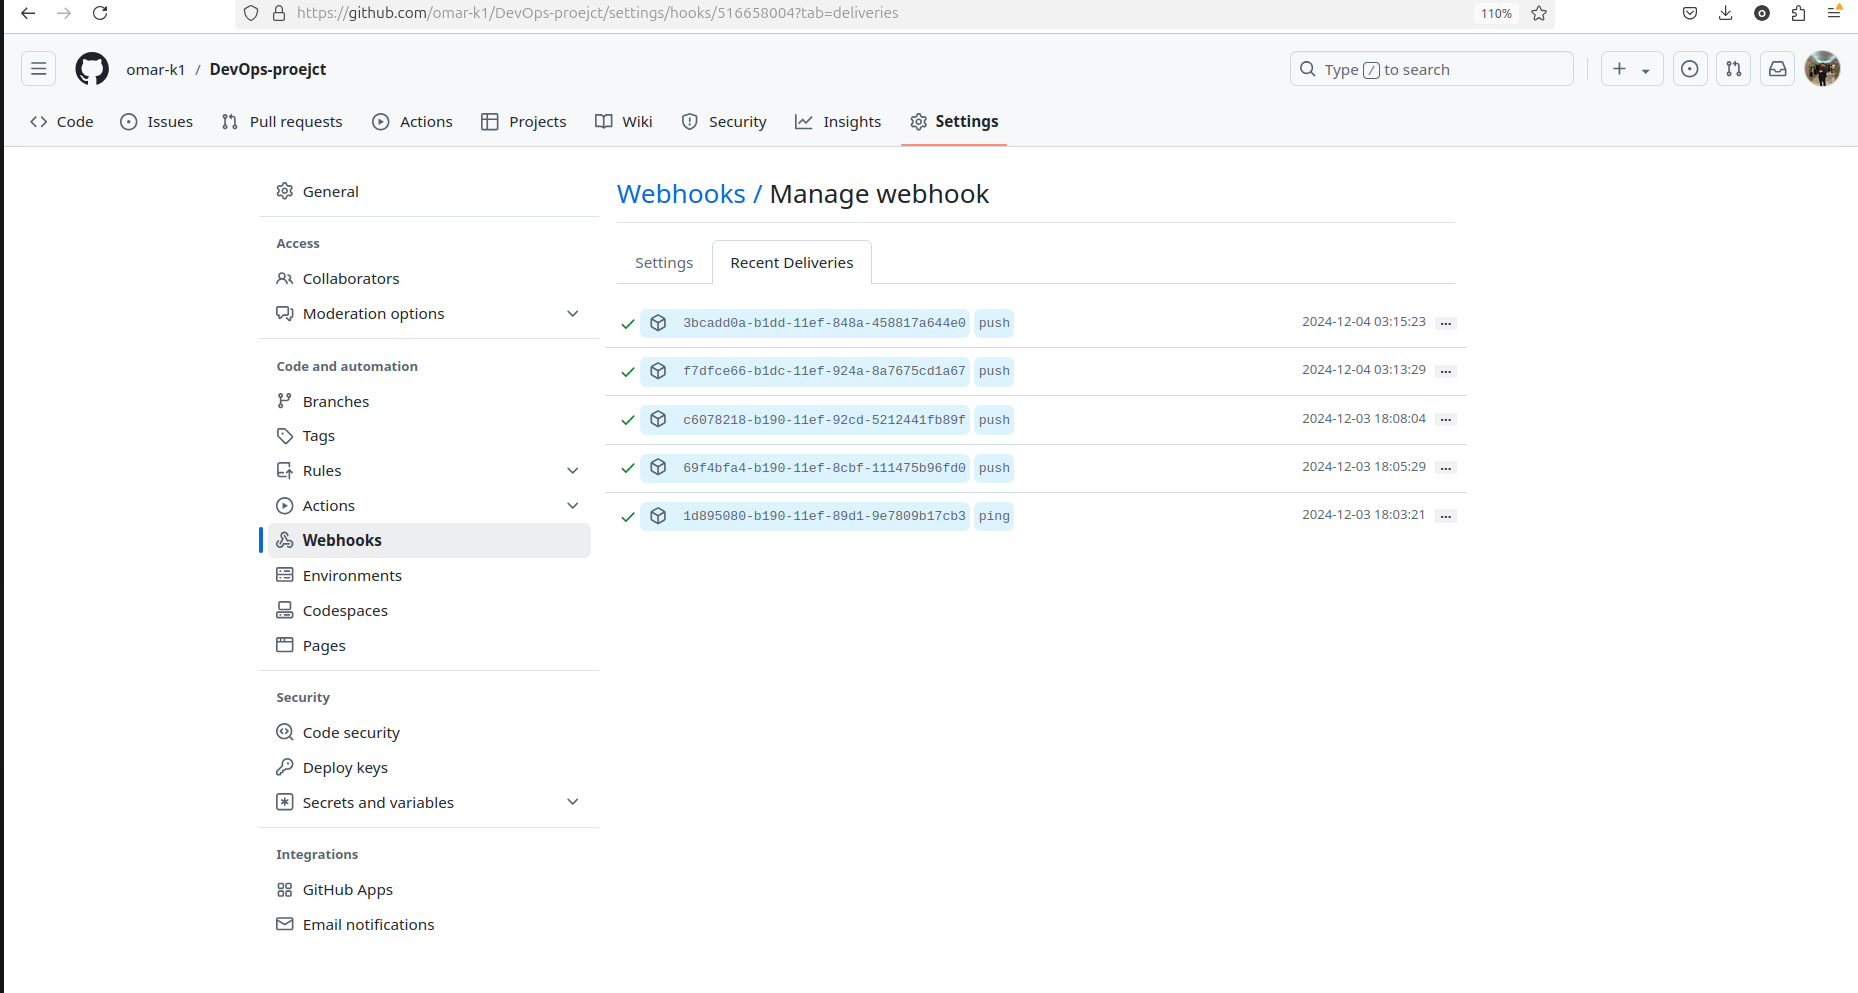 https://github.com/omar-k1/DevOps-proejct/settings/hooks/516658004?tab=deliveries
110%
omar-k1 / DevOps-proejct
Type / to search
Code
Issues
Pull requests
Actions
Projects
Wiki
Security
Insights
Settings
General
Access
Collaborators
Moderation options
Code and automation
Branches
Tags
Rules
Actions
Webhooks
Environments
Codespaces
Pages
Security
Code security
Deploy keys
Secrets and variables
Integrations
GitHub Apps
Email notifications
Webhooks / Manage webhook
Settings
Recent Deliveries
3bcadd0a-b1dd-11ef-848a-458817a644e0 push 2024-12-04 03:15:23 ...
f7dfce66-b1dc-11ef-924a-8a7675cd1a67 push 2024-12-04 03:13:29 ...
c6078218-b190-11ef-92cd-5212441fb89f push 2024-12-03 18:08:04 ...
69f4bfa4-b190-11ef-8cbf-111475b96fd0 push 2024-12-03 18:05:29 ...
1d895080-b190-11ef-89d1-9e7809b17cb3 ping 2024-12-03 18:03:21 ...